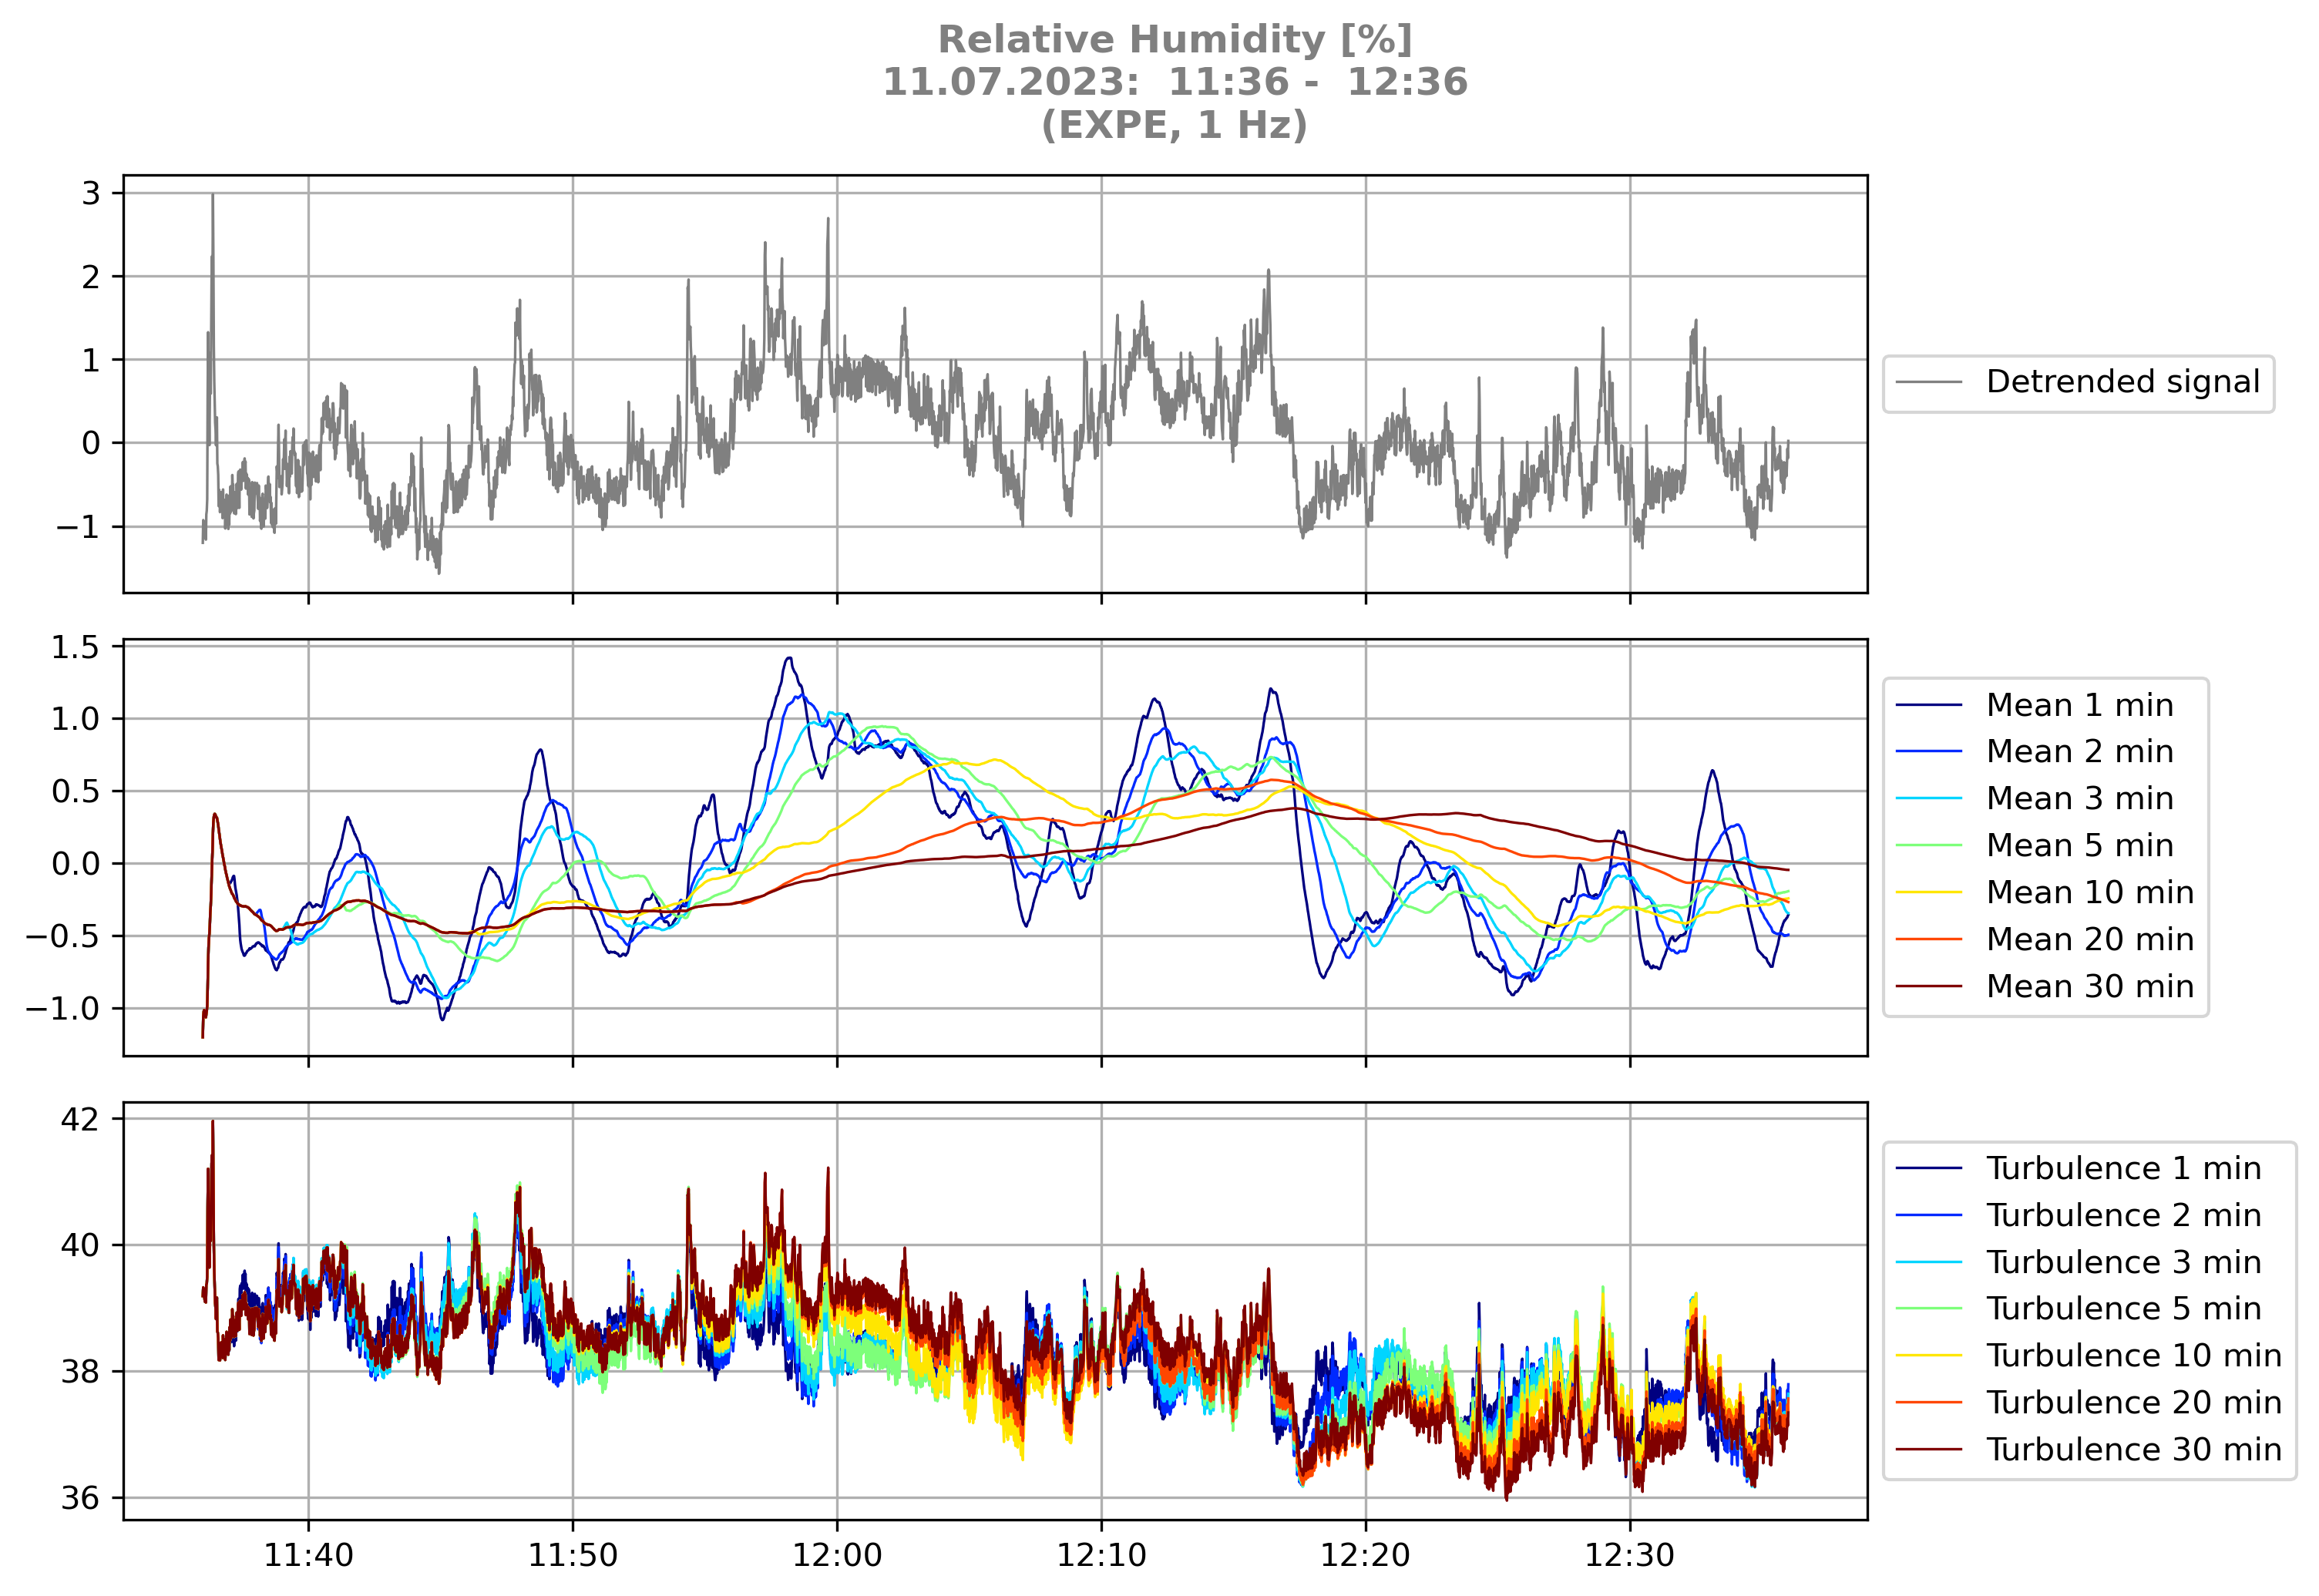 Relative Humidity [%]
11.07.2023:  11:36 -  12:36
(EXPE, 1 Hz)
3
2
1
0
−1
Detrended signal
1.5
1.0
0.5
0.0
−0.5
−1.0
Mean 1 min
Mean 2 min
Mean 3 min
Mean 5 min
Mean 10 min
Mean 20 min
Mean 30 min
42
40
38
36
Turbulence 1 min
Turbulence 2 min
Turbulence 3 min
Turbulence 5 min
Turbulence 10 min
Turbulence 20 min
Turbulence 30 min
11:40 11:50 12:00 12:10 12:20 12:30